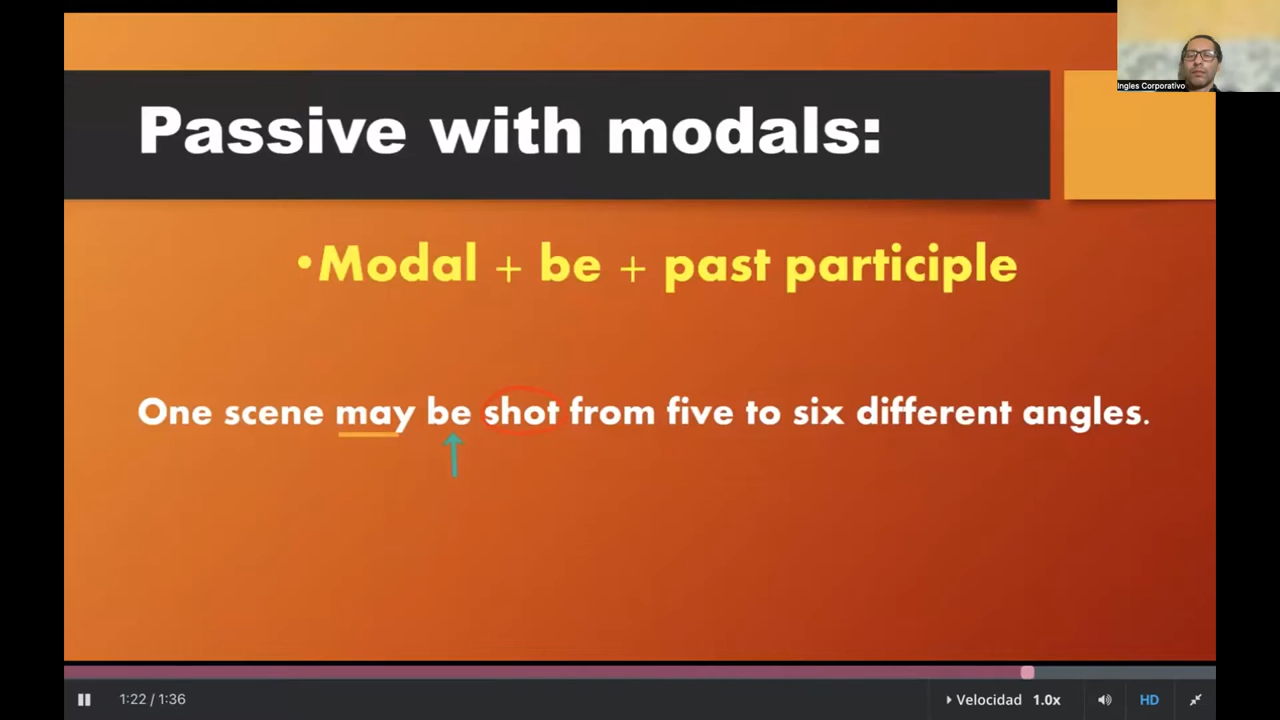 Ingles Corporativo
Passive with modals:
•Modal + be + past participle
One scene may be shot from five to six different angles.
1:22 / 1:36
Velocidad 1.0x
HD